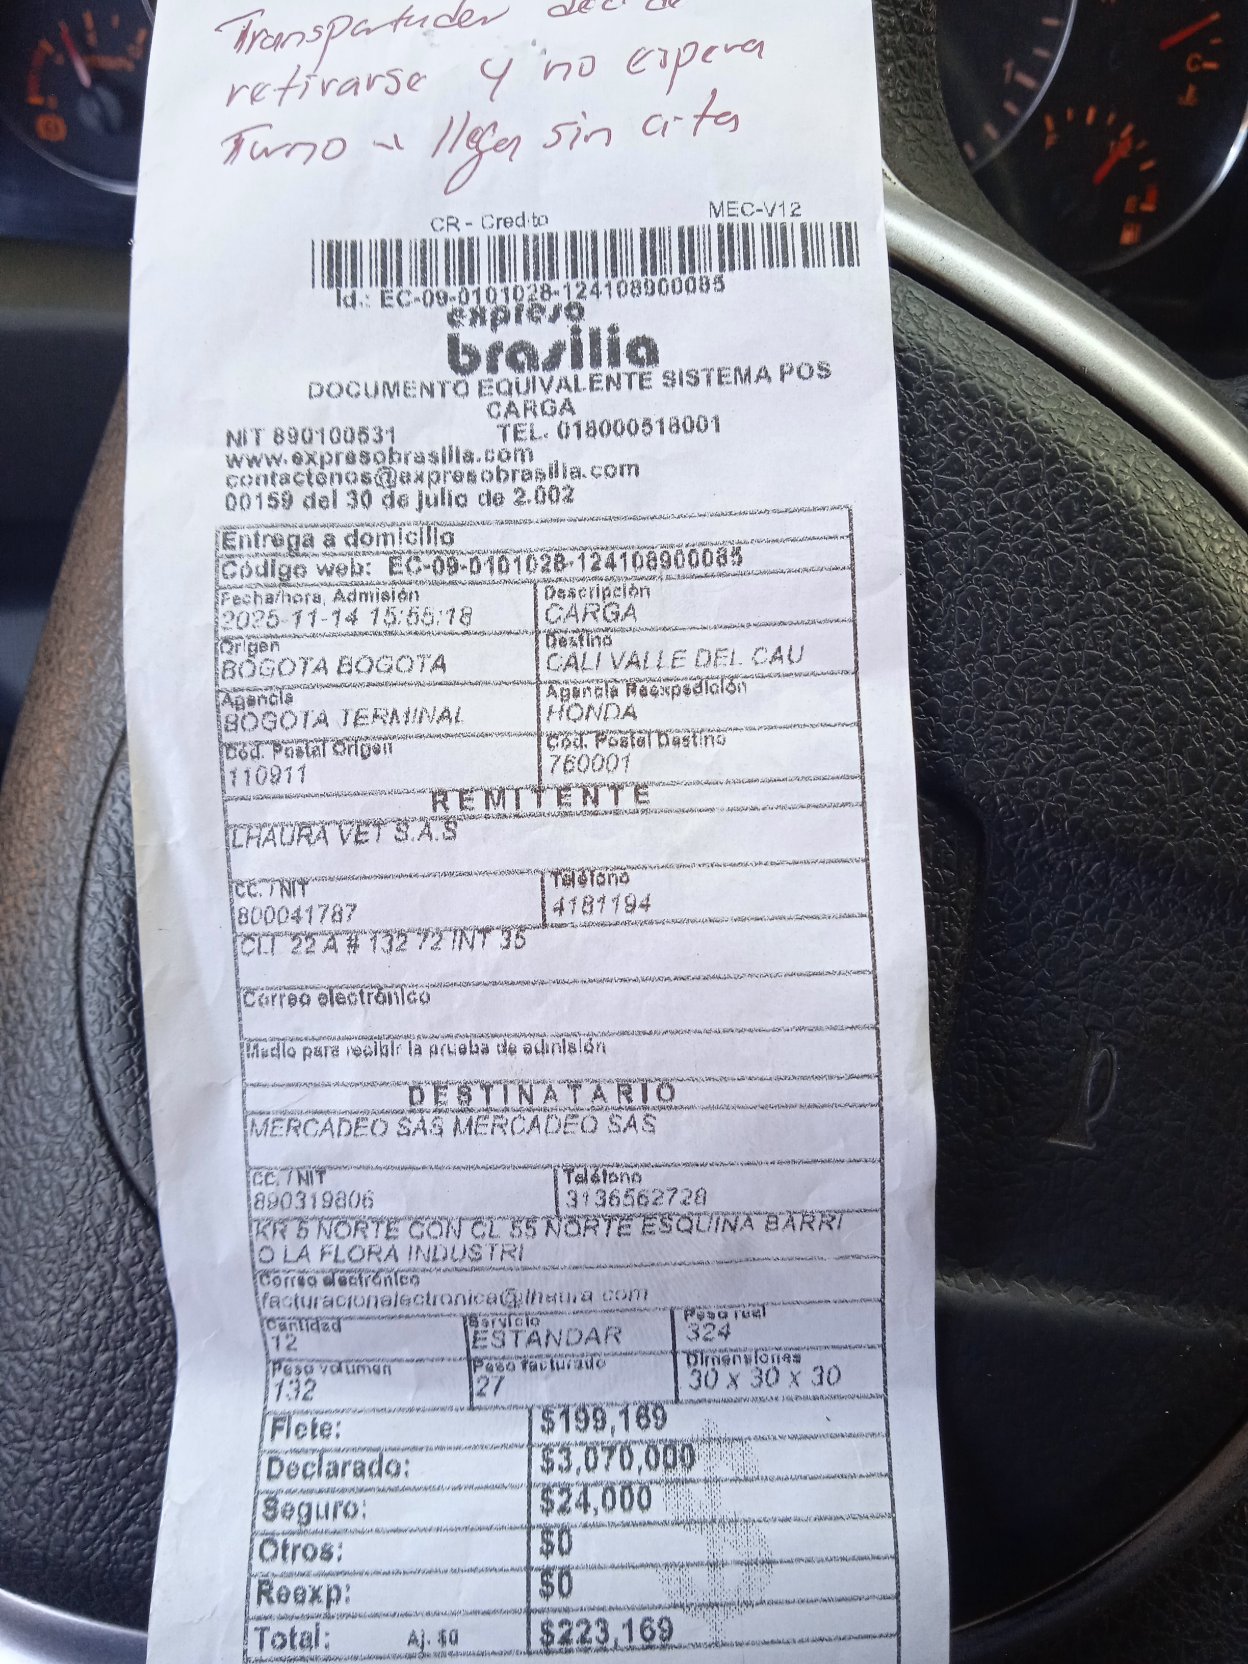 Transportador decide
retirarse y no espera
Turno - llega sin cita
CR - Credito MEC-V12
Id.: EC-09-0101028-124108900085
expreso
brasilia
DOCUMENTO EQUIVALENTE SISTEMA POS
CARGA
NIT 890100531 TEL. 018000518001
www.expresobrasilia.com
contactenos@expresobrasilia.com
00159 del 30 de julio de 2.002
Entrega a domicilio
Código web: EC-09-0101028-124108900085
Fecha/hora, Admisión Descripción
2025-11-14 15:55:18 CARGA
Origen Destino
BOGOTA BOGOTA CALI VALLE DEL CAU
Agencia Agencia Reexpedición
BOGOTA TERMINAL HONDA
Cód. Postal Origen Cód. Postal Destino
110911 760001
REMITENTE
LHAURA VET S.A.S
CC. / NIT Teléfono
800041787 4181194
CLL 22 A # 132 72 INT 35
Correo electrónico
Medio para recibir la prueba de admisión
DESTINATARIO
MERCADEO SAS MERCADEO SAS
CC. / NIT Teléfono
890319806 3136562728
KR 5 NORTE CON CL 55 NORTE ESQUINA BARRI
O LA FLORA INDUSTRI
Correo electrónico
facturacionelectronica@lhaura.com
Cantidad Servicio Peso real
12 ESTANDAR 324
Peso volumen Peso facturado Dimensiones
132 27 30 x 30 x 30
Flete: $199,169
Declarado: $3,070,000
Seguro: $24,000
Otros: $0
Reexp: $0
Total: Aj. $0 $223,169